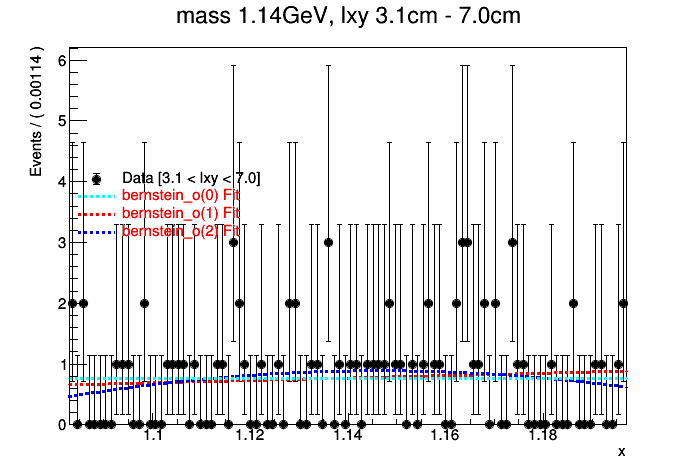 mass 1.14GeV, lxy 3.1cm - 7.0cm
Events / ( 0.00114 )
6
5
4
3
2
1
0
Data [3.1 < lxy < 7.0]
bernstein_o(0) Fit
bernstein_o(1) Fit
bernstein_o(2) Fit
1.1 1.12 1.14 1.16 1.18
x